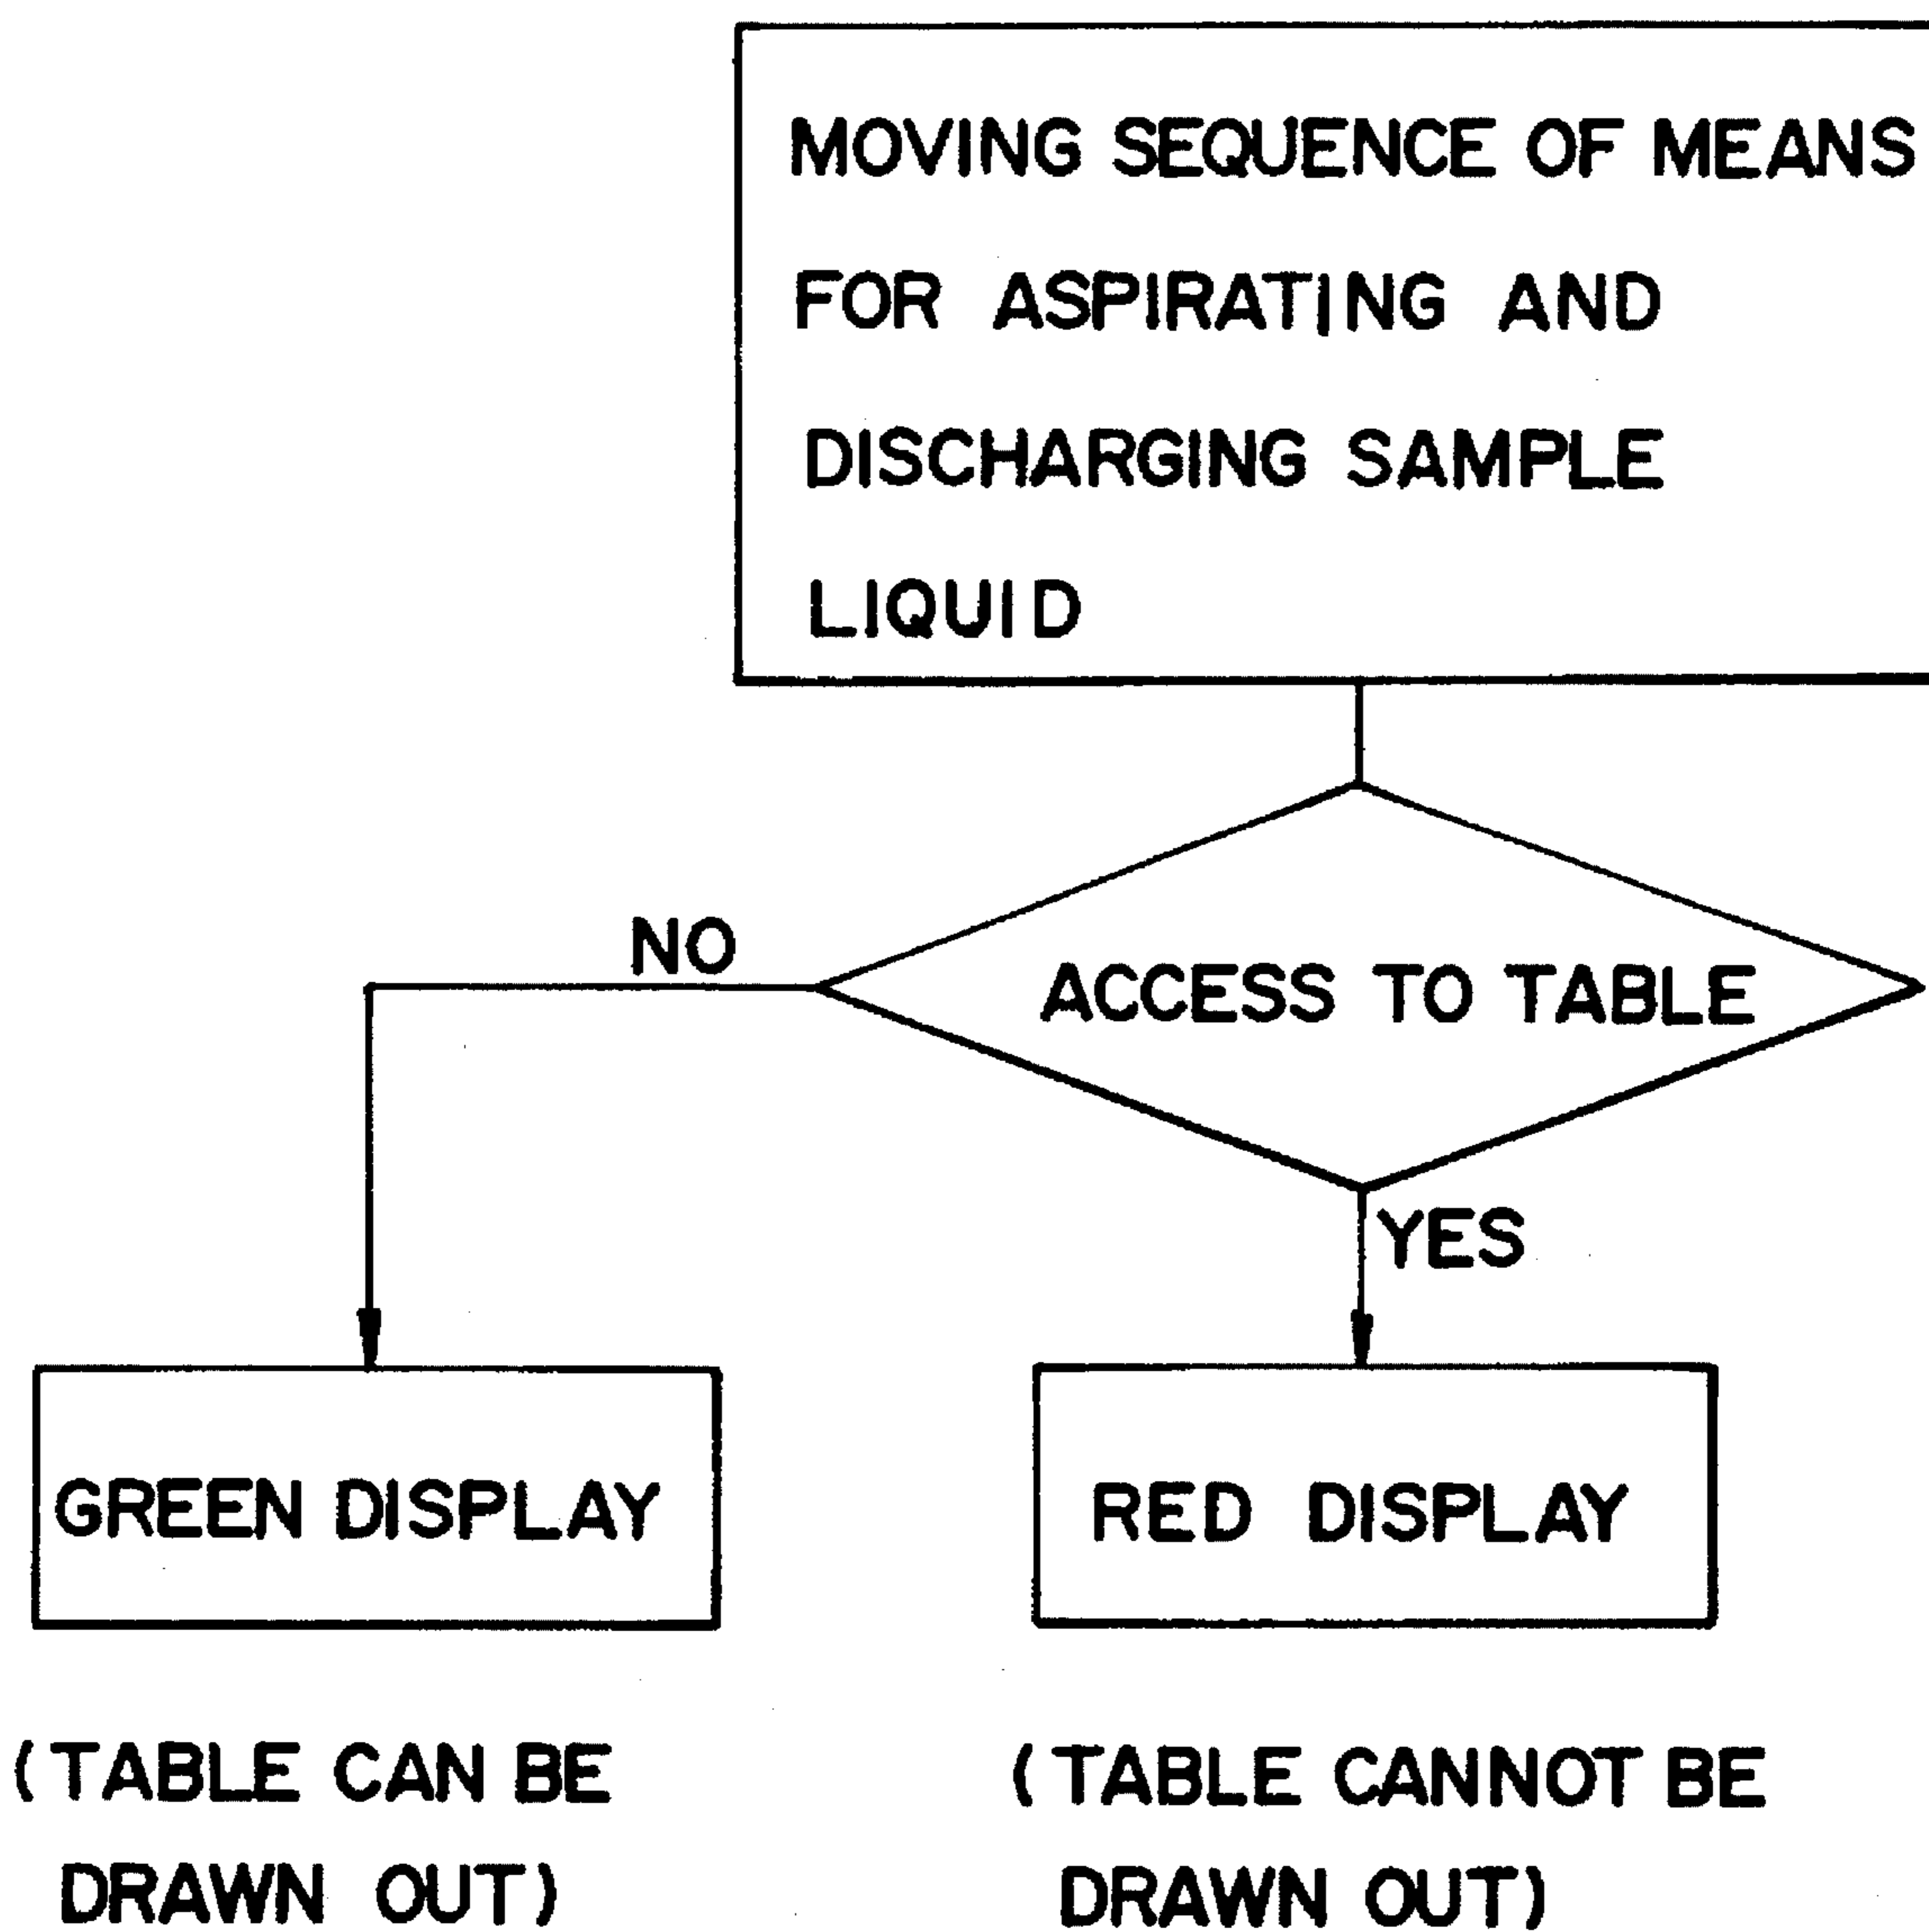 MOVING SEQUENCE OF MEANS
FOR ASPIRATING AND
DISCHARGING SAMPLE
LIQUID
ACCESS TO TABLE
NO
YES
GREEN DISPLAY
(TABLE CAN BE
DRAWN OUT)
RED DISPLAY
(TABLE CANNOT BE
DRAWN OUT)